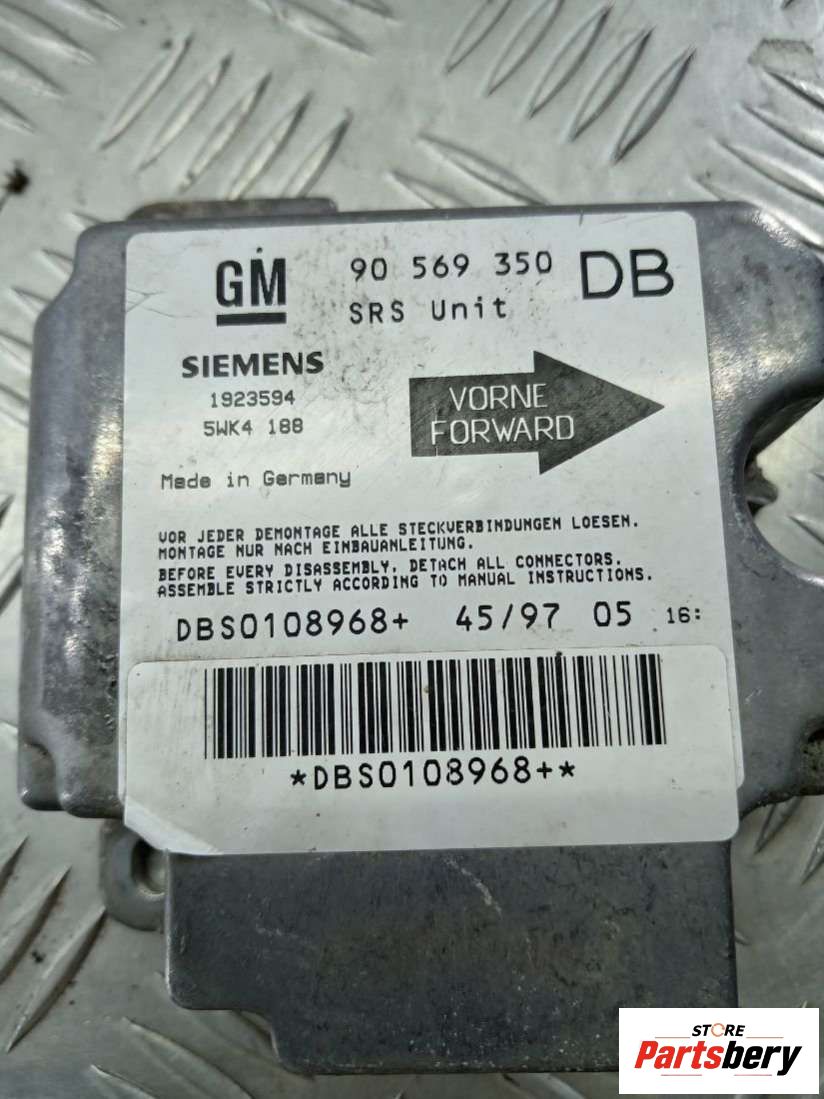 GM
90 569 350 DB
SRS Unit
SIEMENS
1923594
5WK4 188
VORNE
FORWARD
Made in Germany
VOR JEDER DEMONTAGE ALLE STECKVERBINDUNGEN LOESEN.
MONTAGE NUR NACH EINBAUANLEITUNG.
BEFORE EVERY DISASSEMBLY, DETACH ALL CONNECTORS.
ASSEMBLE STRICTLY ACCORDING TO MANUAL INSTRUCTIONS.
DBS0108968+ 45/97 05 16:
*DBS0108968+*
STORE
Partsbery